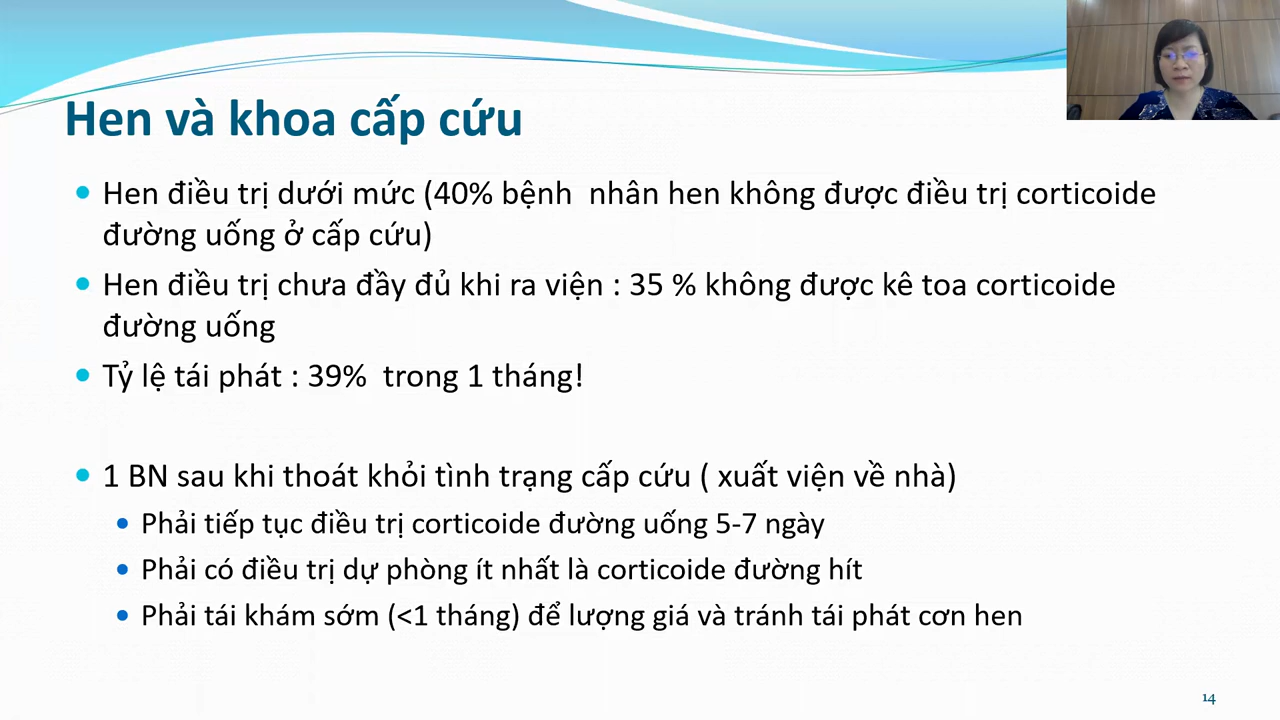 Hen và khoa cấp cứu
Hen điều trị dưới mức (40% bệnh nhân hen không được điều trị corticoide
đường uống ở cấp cứu)
Hen điều trị chưa đầy đủ khi ra viện : 35 % không được kê toa corticoide
đường uống
Tỷ lệ tái phát : 39% trong 1 tháng!
1 BN sau khi thoát khỏi tình trạng cấp cứu ( xuất viện về nhà)
Phải tiếp tục điều trị corticoide đường uống 5-7 ngày
Phải có điều trị dự phòng ít nhất là corticoide đường hít
Phải tái khám sớm (<1 tháng) để lượng giá và tránh tái phát cơn hen
14